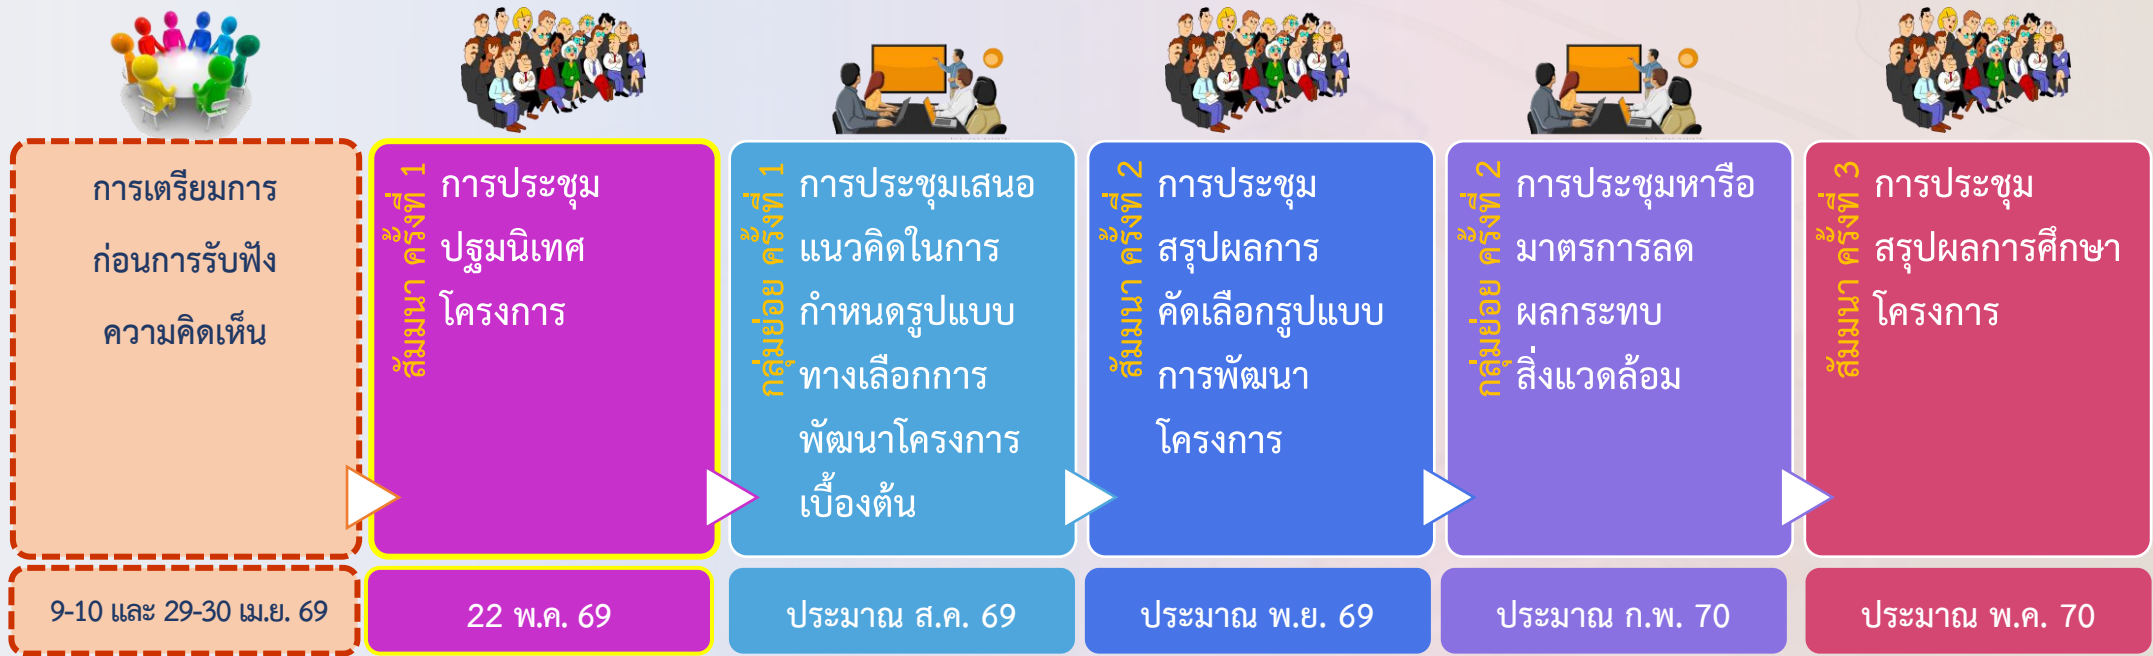 การเตรียมการ
ก่อนการรับฟัง
ความคิดเห็น
9-10 และ 29-30 เม.ย. 69
สัมมนา ครั้งที่ 1
การประชุม
ปฐมนิเทศ
โครงการ
22 พ.ค. 69
กลุ่มย่อย ครั้งที่ 1
การประชุมเสนอ
แนวคิดในการ
กำหนดรูปแบบ
ทางเลือกการ
พัฒนาโครงการ
เบื้องต้น
ประมาณ ส.ค. 69
สัมมนา ครั้งที่ 2
การประชุม
สรุปผลการ
คัดเลือกรูปแบบ
การพัฒนา
โครงการ
ประมาณ พ.ย. 69
กลุ่มย่อย ครั้งที่ 2
การประชุมหารือ
มาตรการลด
ผลกระทบ
สิ่งแวดล้อม
ประมาณ ก.พ. 70
สัมมนา ครั้งที่ 3
การประชุม
สรุปผลการศึกษา
โครงการ
ประมาณ พ.ค. 70